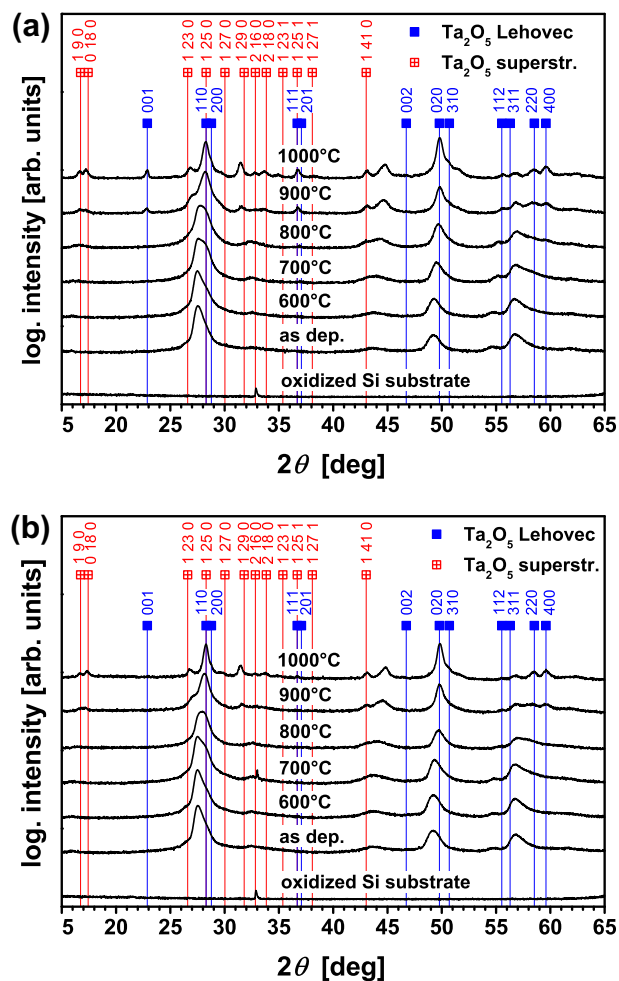 (a)
1 9 0
0 18 0
1 23 0
1 25 0
1 27 0
1 29 0
2 16 0
2 18 0
1 23 1
1 25 1
1 27 1
1 41 0
Ta2O5 Lehovec
Ta2O5 superstr.
001
110
200
111
201
002
020
310
112
311
220
400
1000°C
900°C
800°C
700°C
600°C
as dep.
oxidized Si substrate
log. intensity [arb. units]
5 15 20 25 30 35 40 45 50 55 60 65
2θ [deg]
(b)
1 9 0
0 18 0
1 23 0
1 25 0
1 27 0
1 29 0
2 16 0
2 18 0
1 23 1
1 25 1
1 27 1
1 41 0
Ta2O5 Lehovec
Ta2O5 superstr.
001
110
200
111
201
002
020
310
112
311
220
400
1000°C
900°C
800°C
700°C
600°C
as dep.
oxidized Si substrate
log. intensity [arb. units]
5 15 20 25 30 35 40 45 50 55 60 65
2θ [deg]